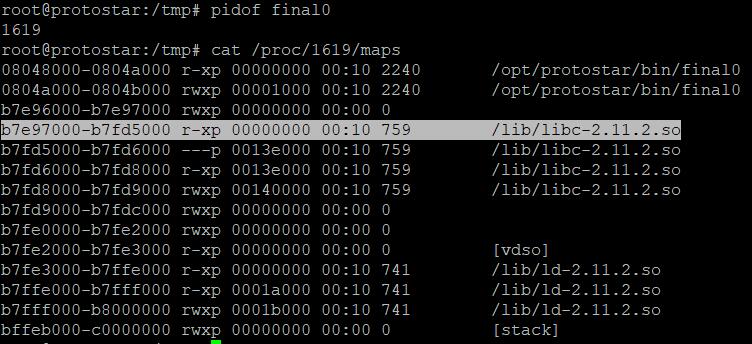 root@protostar:/tmp# pidof final0
1619
root@protostar:/tmp# cat /proc/1619/maps
08048000-0804a000 r-xp 00000000 00:10 2240       /opt/protostar/bin/final0
0804a000-0804b000 rwxp 00001000 00:10 2240       /opt/protostar/bin/final0
b7e96000-b7e97000 rwxp 00000000 00:00 0
b7e97000-b7fd5000 r-xp 00000000 00:10 759        /lib/libc-2.11.2.so
b7fd5000-b7fd6000 ---p 0013e000 00:10 759        /lib/libc-2.11.2.so
b7fd6000-b7fd8000 r-xp 0013e000 00:10 759        /lib/libc-2.11.2.so
b7fd8000-b7fd9000 rwxp 00140000 00:10 759        /lib/libc-2.11.2.so
b7fd9000-b7fdc000 rwxp 00000000 00:00 0
b7fe0000-b7fe2000 rwxp 00000000 00:00 0
b7fe2000-b7fe3000 r-xp 00000000 00:00 0          [vdso]
b7fe3000-b7ffe000 r-xp 00000000 00:10 741        /lib/ld-2.11.2.so
b7ffe000-b7fff000 r-xp 0001a000 00:10 741        /lib/ld-2.11.2.so
b7fff000-b8000000 rwxp 0001b000 00:10 741        /lib/ld-2.11.2.so
bffeb000-c0000000 rwxp 00000000 00:00 0          [stack]